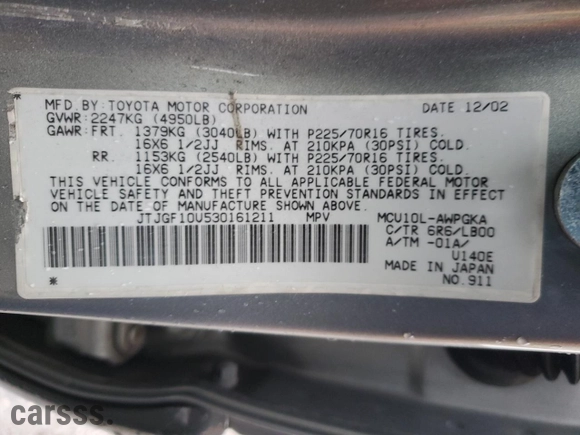 MFD.BY:TOYOTA MOTOR CORPORATION DATE 12/02
GVWR:2247KG (4950LB)
GAWR:FRT. 1379KG (3040LB) WITH P225/70R16 TIRES.
16X6 1/2JJ RIMS. AT 210KPA (30PSI) COLD.
RR. 1153KG (2540LB) WITH P225/70R16 TIRES.
16X6 1/2JJ RIMS. AT 210KPA (30PSI) COLD.
THIS VEHICLE CONFORMS TO ALL APPLICABLE FEDERAL MOTOR
VEHICLE SAFETY AND THEFT PREVENTION STANDARDS IN EFFECT
ON THE DATE OF MANUFACTURE SHOWN ABOVE.
* JTJGF10U530161211 MPV MCU10L-AWPGKA
C/TR 6R6/LB00
A/TM -01A/
U140E
MADE IN JAPAN
* NO.911
carsss.